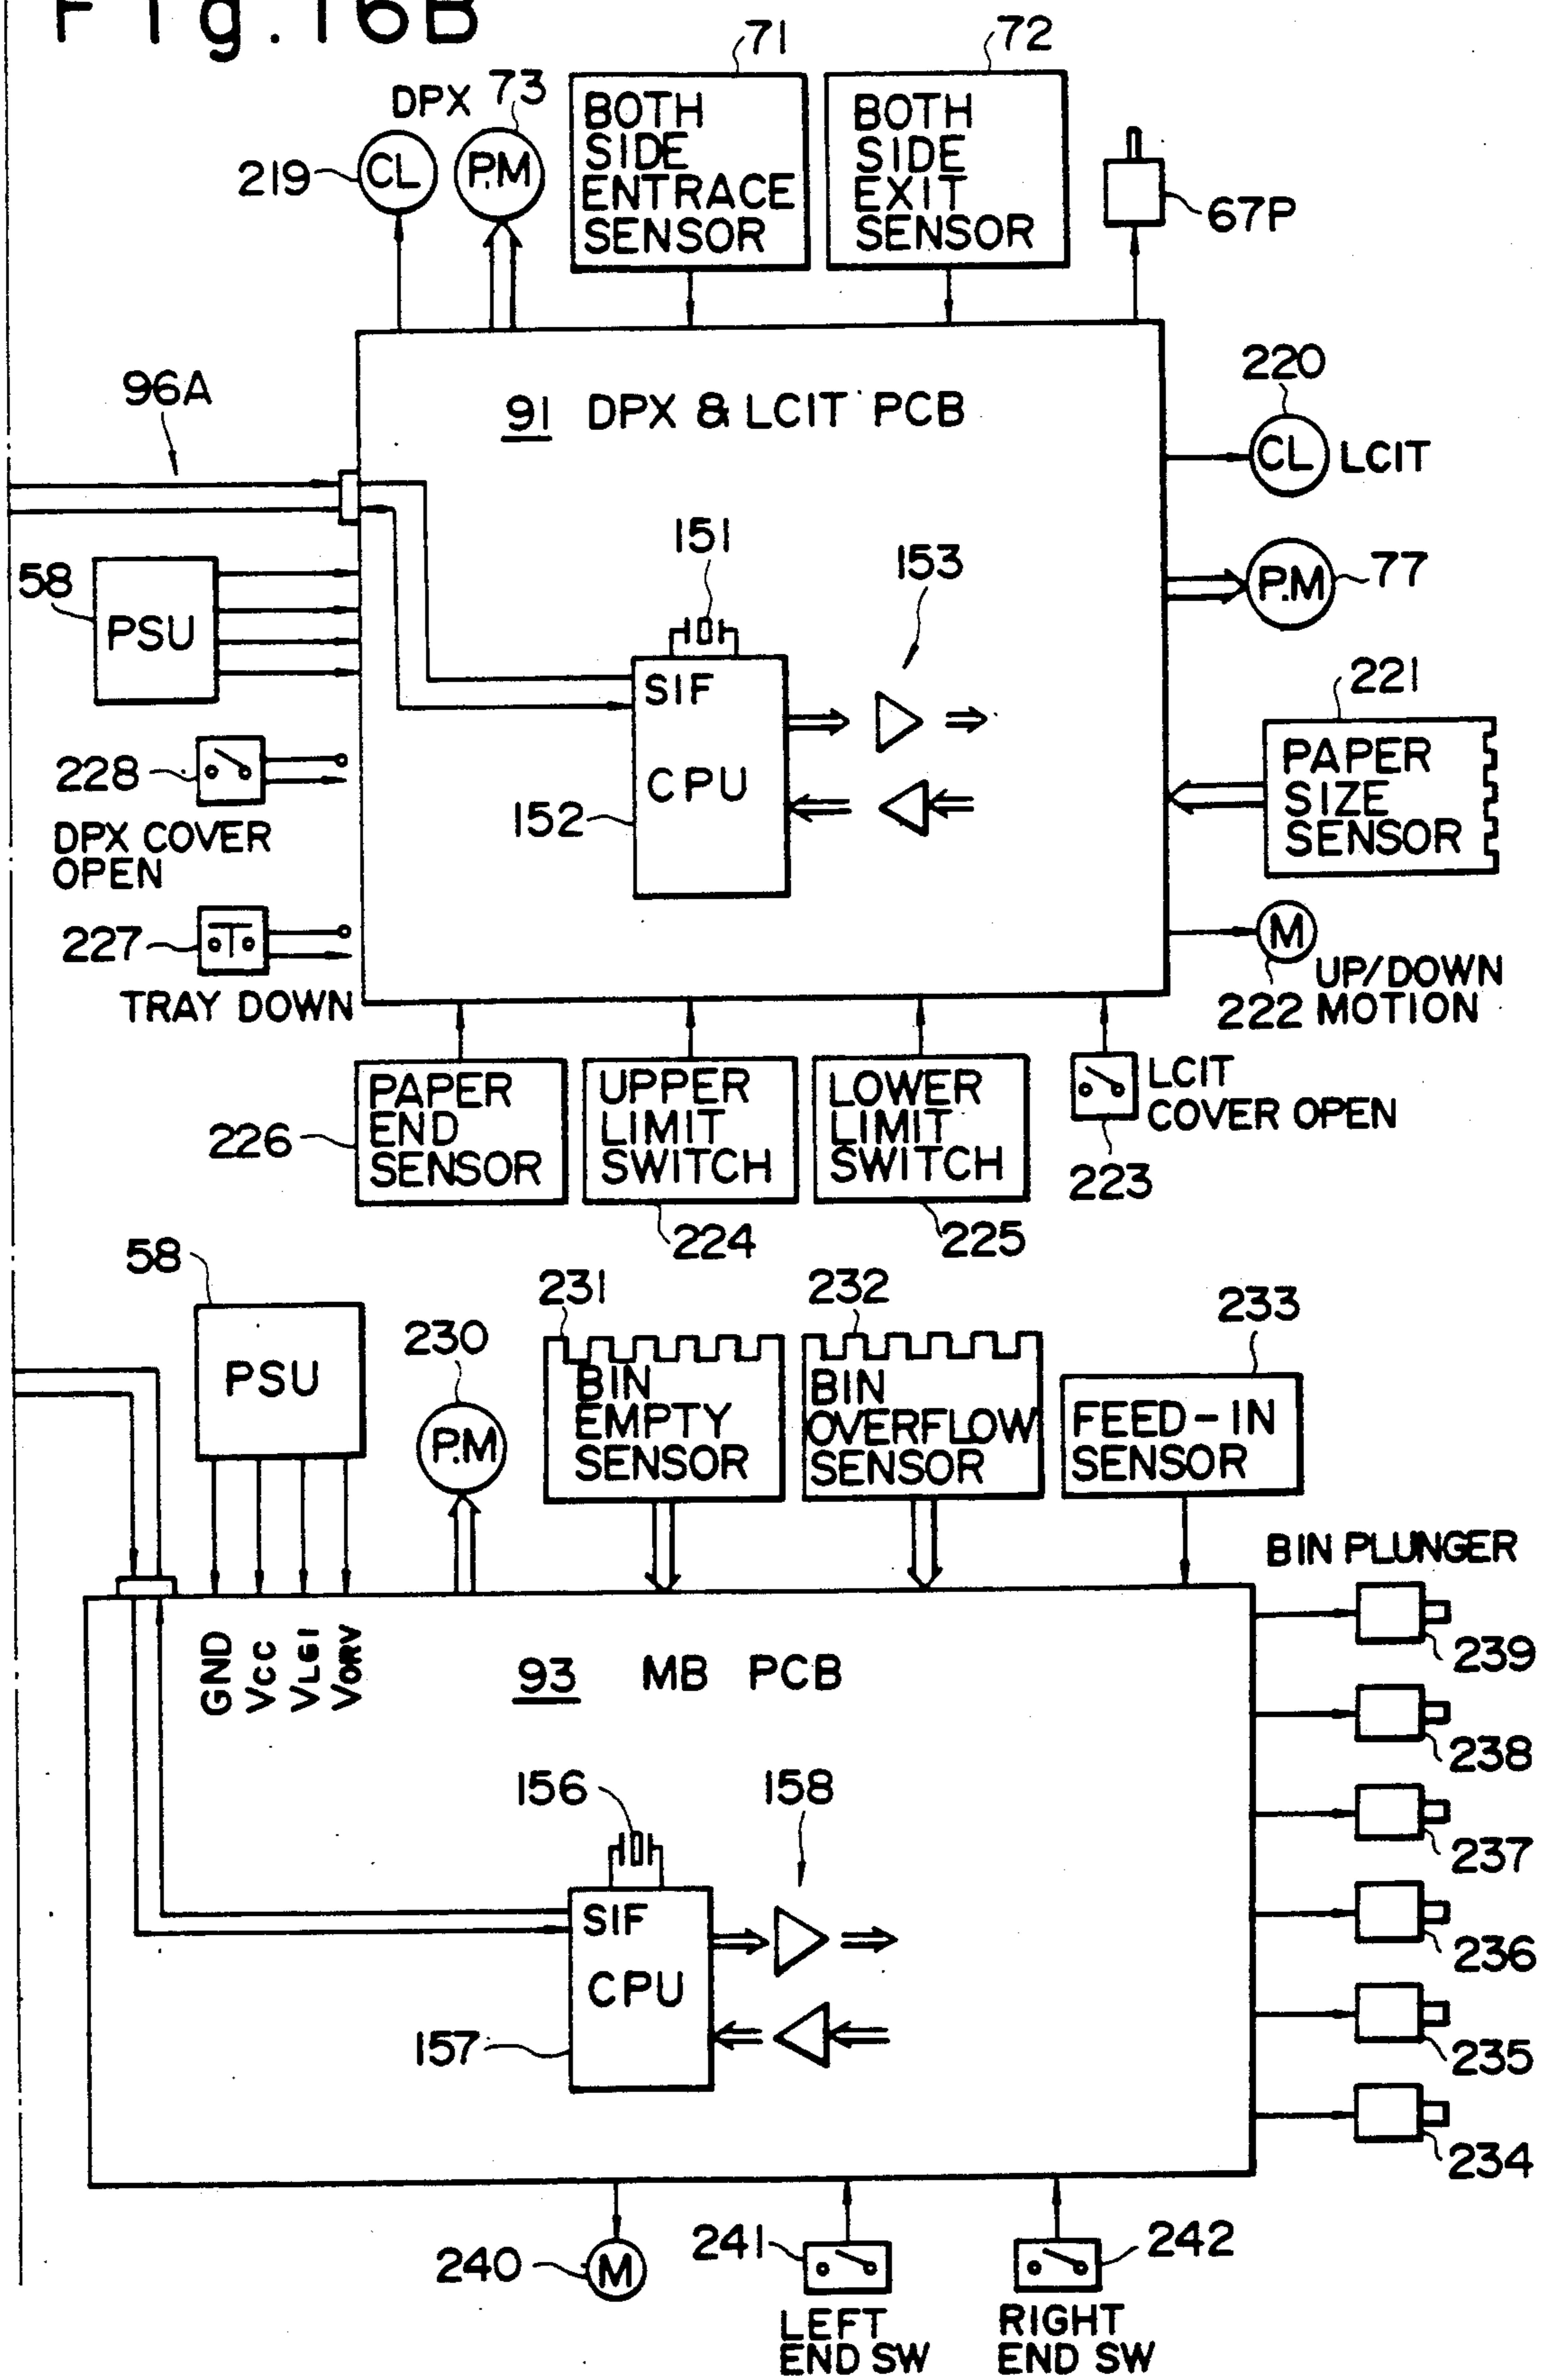 Fig.16B
71
72
DPX 73
219
CL
P.M
BOTH
SIDE
ENTRACE
SENSOR
BOTH
SIDE
EXIT
SENSOR
67P
96A
91 DPX & LCIT PCB
220
CL LCIT
58
PSU
151
153
P.M
77
SIF
CPU
152
221
PAPER
SIZE
SENSOR
228
DPX COVER
OPEN
227
TRAY DOWN
M
UP/DOWN
222 MOTION
PAPER
END
SENSOR
226
UPPER
LIMIT
SWITCH
224
LOWER
LIMIT
SWITCH
225
LCIT
COVER OPEN
223
58
PSU
230
P.M
231
BIN
EMPTY
SENSOR
232
BIN
OVERFLOW
SENSOR
233
FEED-IN
SENSOR
BIN PLUNGER
GND
VCC
VLGI
VDRV
93 MB PCB
239
238
237
236
235
234
156
158
SIF
CPU
157
240
M
241
LEFT
END SW
242
RIGHT
END SW